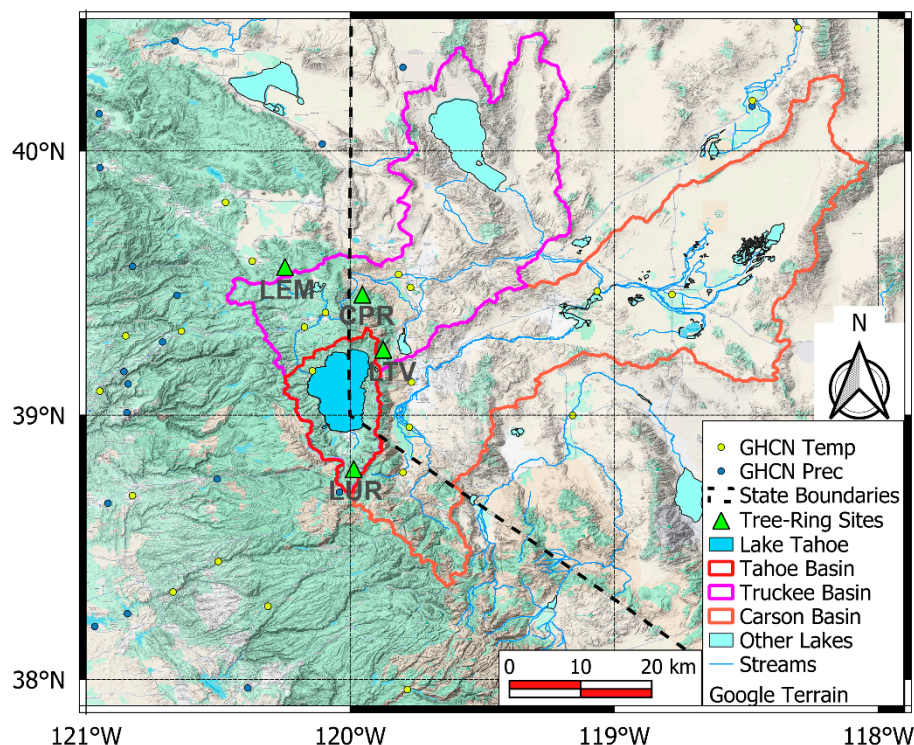 40°N
39°N
38°N
121°W
120°W
119°W
118°W
LEM
CPR
LTV
LUR
N
GHCN Temp
GHCN Prec
State Boundaries
Tree-Ring Sites
Lake Tahoe
Tahoe Basin
Truckee Basin
Carson Basin
Other Lakes
Streams
Google Terrain
0 10 20 km